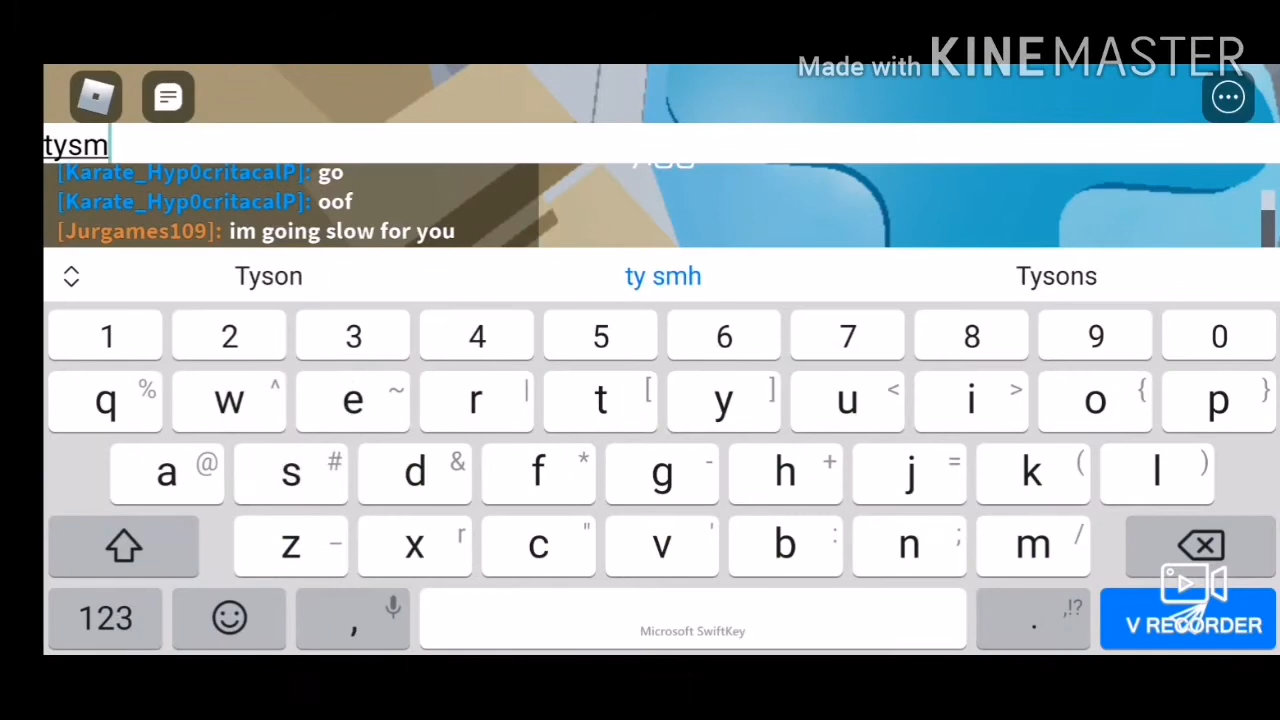 Made with KINEMASTER
tysm
[Karate_Hyp0critacalP]: go
[Karate_Hyp0critacalP]: oof
[Jurgames109]: im going slow for you
Tyson ty smh Tysons
1 2 3 4 5 6 7 8 9 0
q % w ^ e ~ r | t [ y ] u < i > o { p }
a @ s # d & f * g - h + j = k ( l )
z _ x r c " v ' b : n ; m /
123 , Microsoft SwiftKey . ,!? V RECORDER